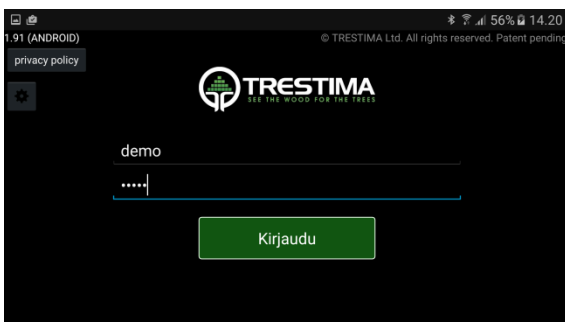 56% 14.20
1.91 (ANDROID)
© TRESTIMA Ltd. All rights reserved. Patent pending
privacy policy
TRESTIMA
SEE THE WOOD FOR THE TREES
demo
•••••
Kirjaudu